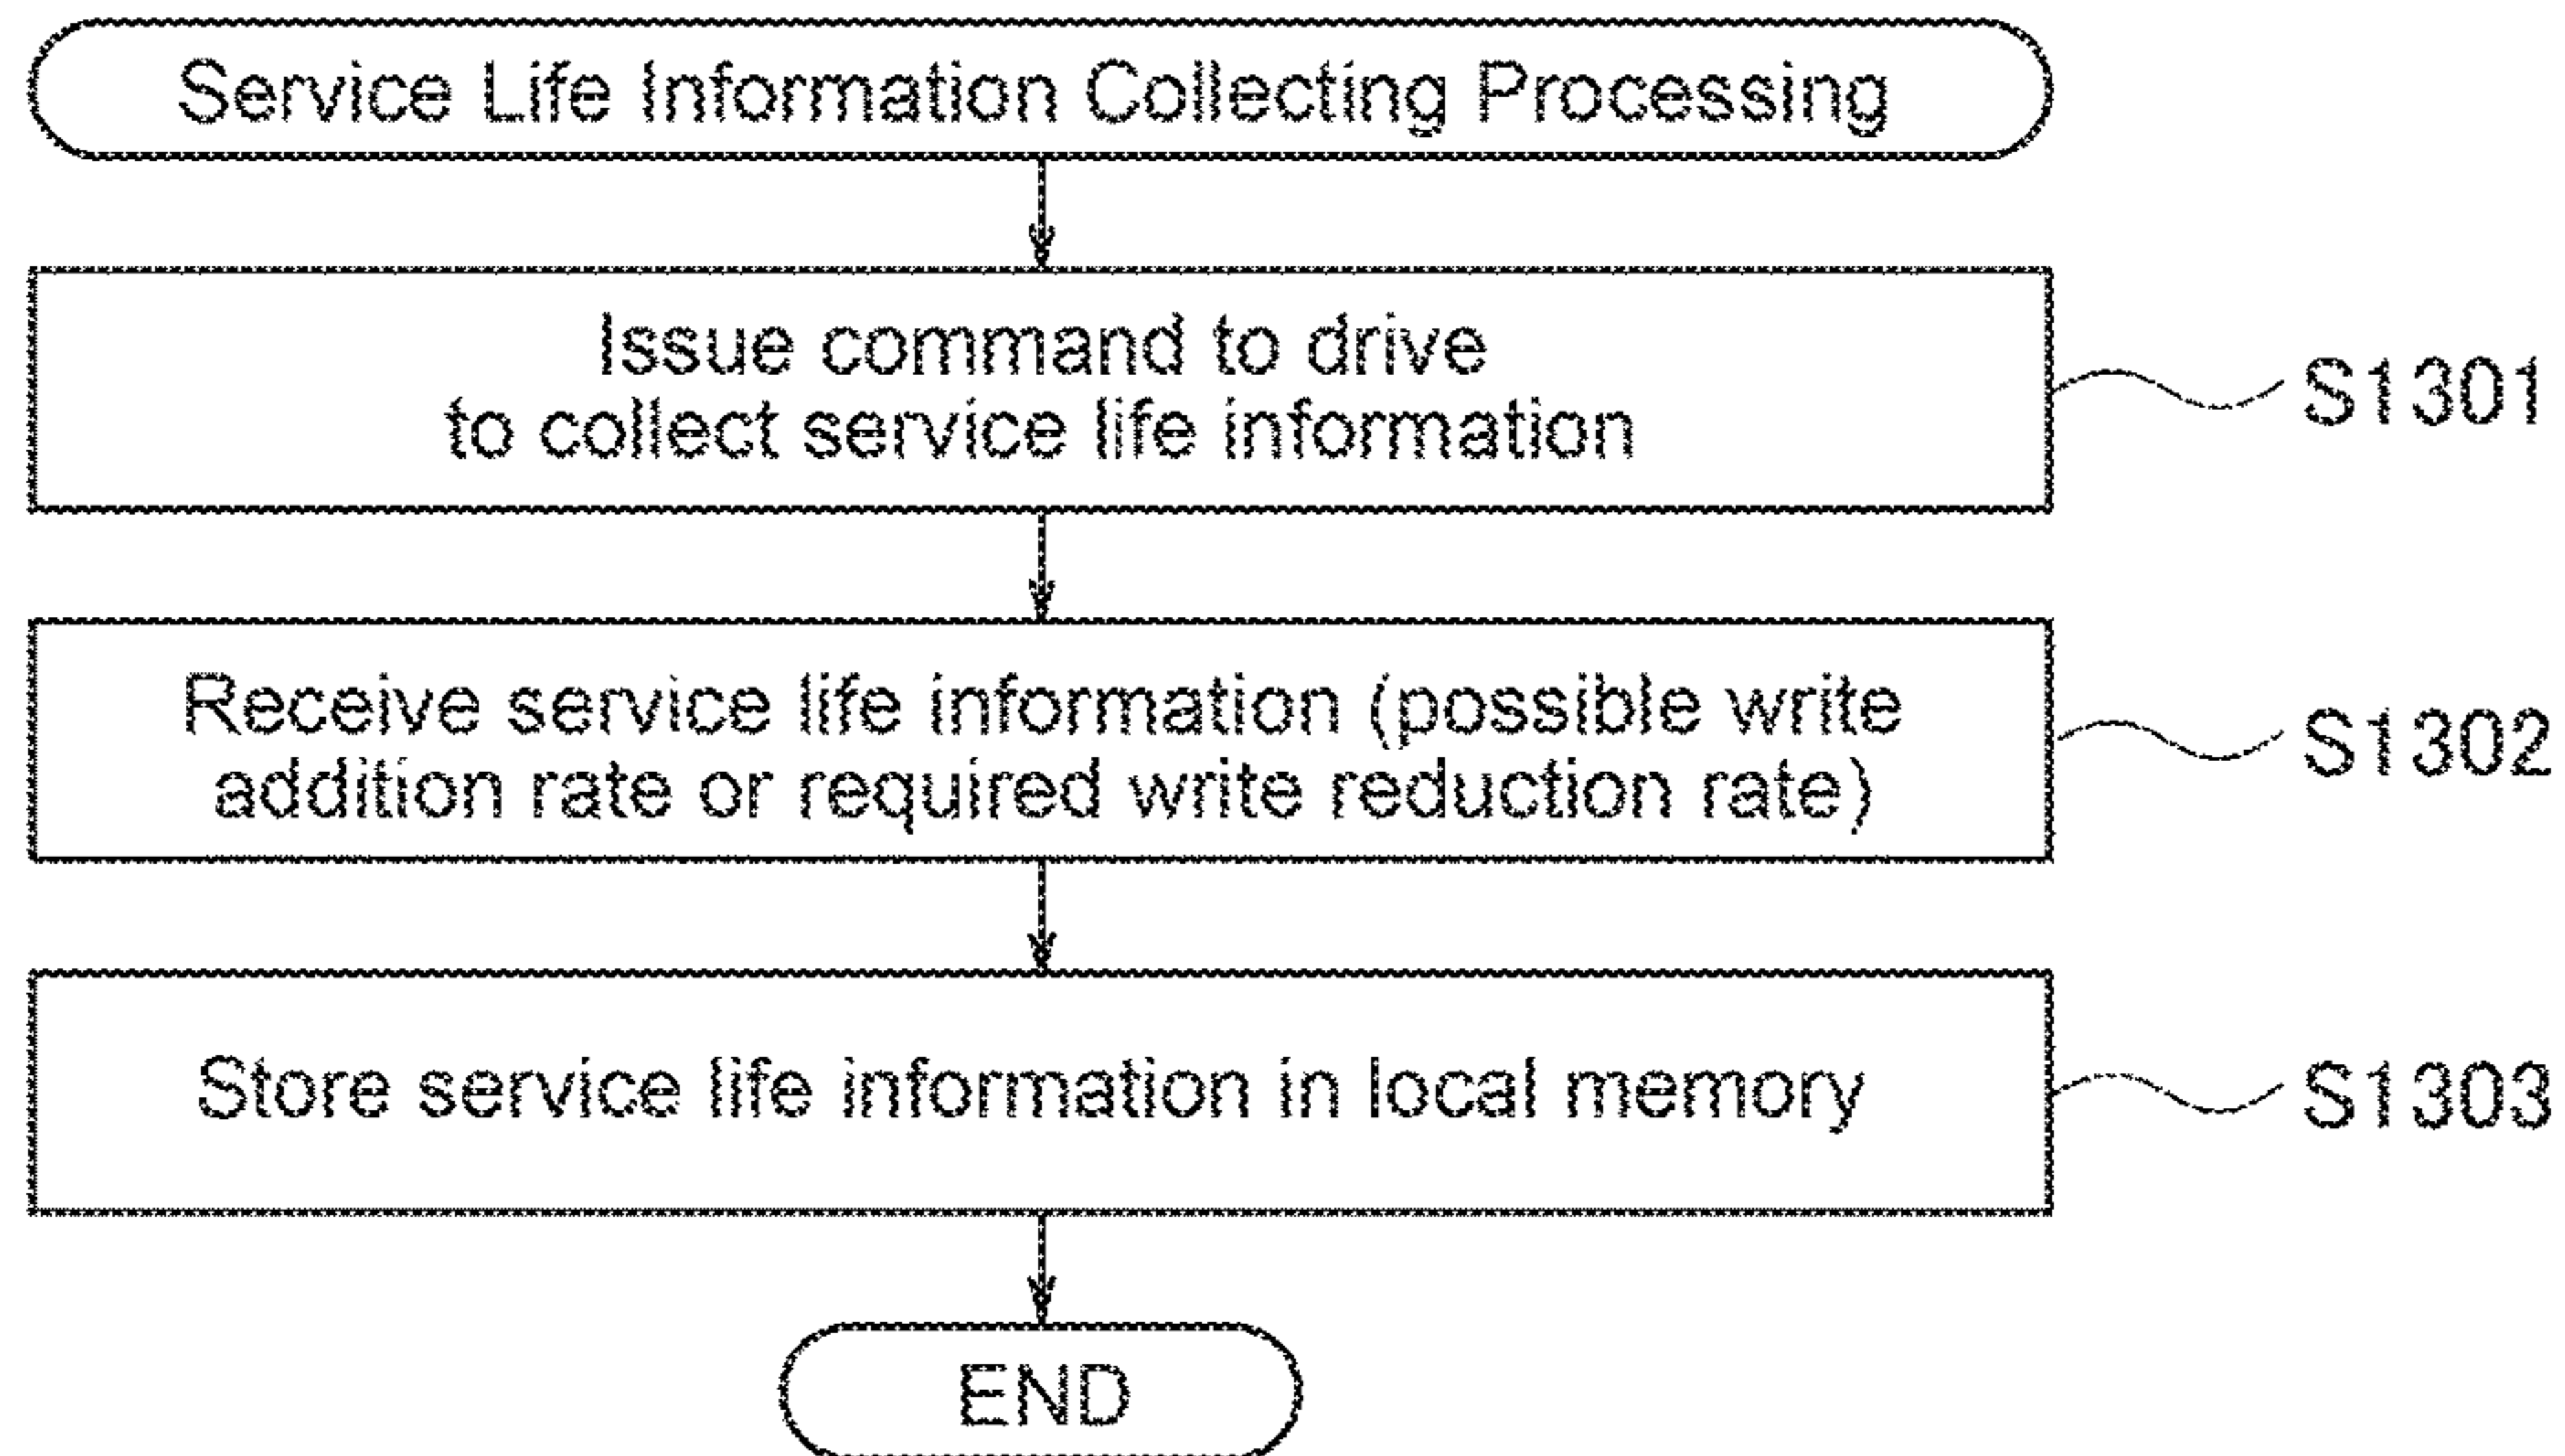 Service Life Information Collecting Processing
Issue command to drive
to collect service life information
S1301
Receive service life information (possible write
addition rate or required write reduction rate)
S1302
Store service life information in local memory
S1303
END